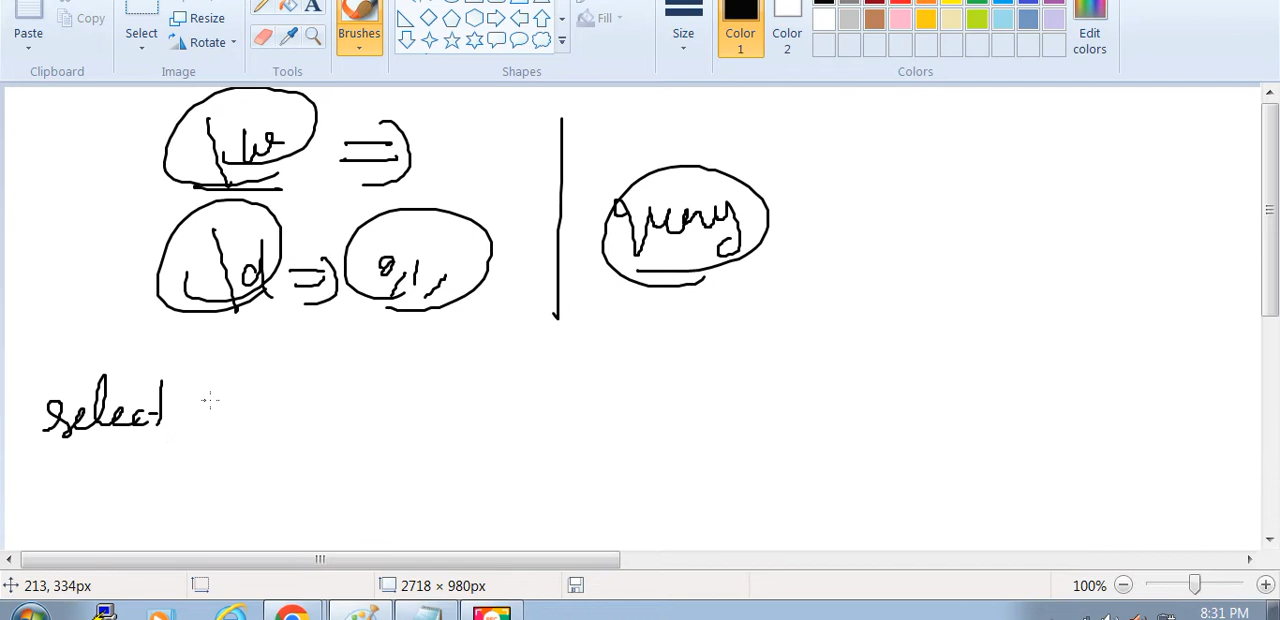 Paste
Copy
Select
Resize
Rotate
Brushes
Fill
Size
Color 1
Color 2
Edit colors
Clipboard
Image
Tools
Shapes
Colors
\w =>
\d =>
query
select
213, 334px
2718 × 980px
100%
8:31 PM